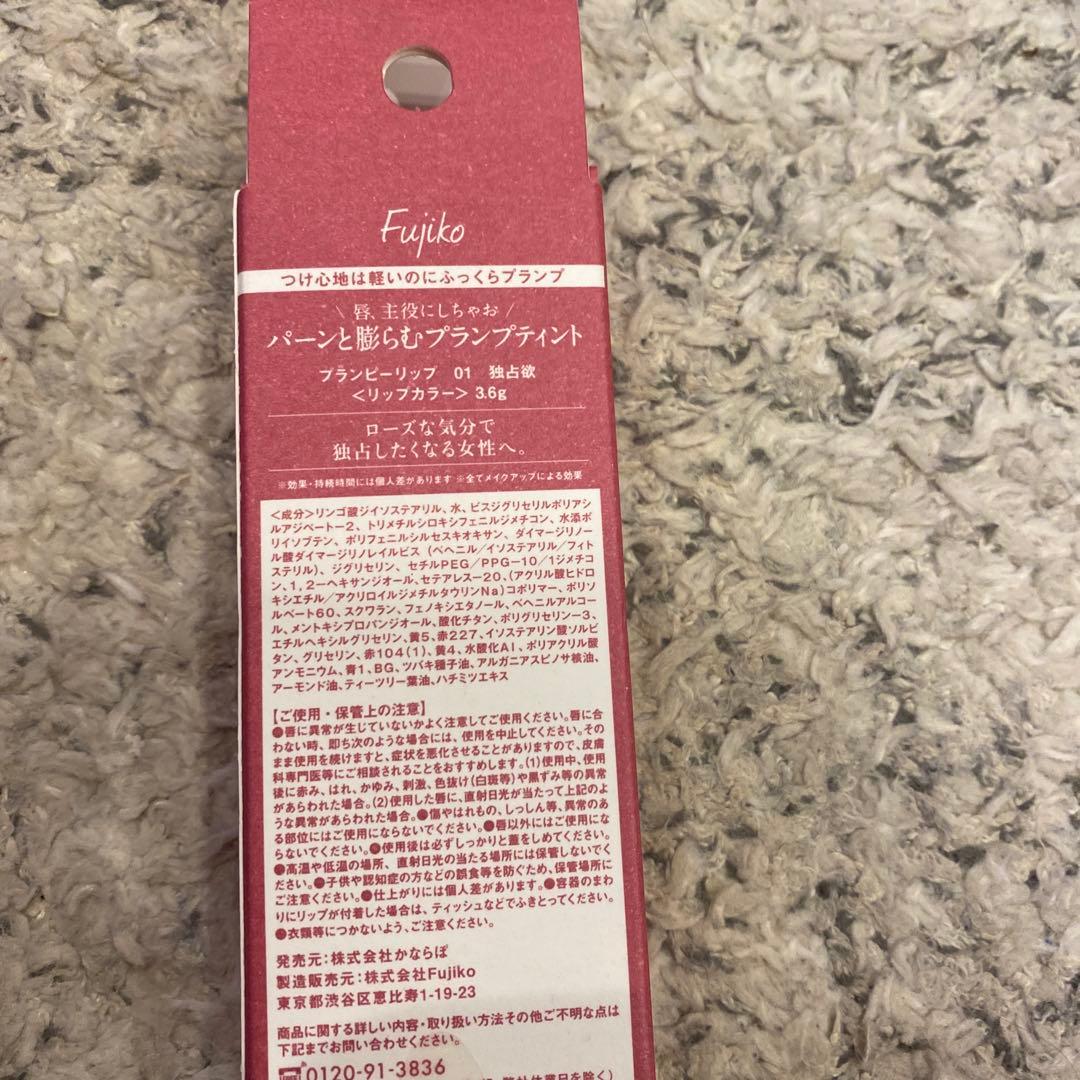 Fujiko
つけ心地は軽いのにふっくらプランプ
\ 唇、主役にしちゃお /
パーンと膨らむプランプティント
プランピーリップ 01 独占欲
＜リップカラー＞ 3.6g
ローズな気分で
独占したくなる女性へ。
※効果・持続時間には個人差があります ※全てメイクアップによる効果
＜成分＞リンゴ酸ジイソステアリル、水、ビスジグリセリルポリアシ
ルアジペート－2、トリメチルシロキシフェニルジメチコン、水添ポ
リイソブテン、ポリフェニルシルセスキオキサン、ダイマージリノー
ル酸ダイマージリノレイルビス（ベヘニル／イソステアリル／フィト
ステリル）、ジグリセリン、セチルPEG／PPG－10／1ジメチコ
ン、1，2－ヘキサンジオール、セテアレス－20、（アクリル酸ヒドロ
キシエチル／アクリロイルジメチルタウリンNa）コポリマー、ポリソ
ルベート60、スクワラン、フェノキシエタノール、ベヘニルアルコー
ル、メントキシプロパンジオール、酸化チタン、ポリグリセリン－3、
エチルヘキシルグリセリン、黄5、赤227、イソステアリン酸ソルビ
タン、グリセリン、赤104（1）、黄4、水酸化AI、ポリアクリル酸
アンモニウム、青1、BG、ツバキ種子油、アルガニアスピノサ核油、
アーモンド油、ティーツリー葉油、ハチミツエキス
【ご使用・保管上の注意】
●唇に異常が生じていないかよく注意してご使用ください。唇に合
わない時、即ち次のような場合には、使用を中止してください。その
まま使用を続けますと、症状を悪化させることがありますので、皮膚
科専門医等にご相談されることをおすすめします。（1）使用中、使用
後に赤み、はれ、かゆみ、刺激、色抜け（白斑等）や黒ずみ等の異常
があらわれた場合。（2）使用した唇に、直射日光が当たって上記のよ
うな異常があらわれた場合。●傷やはれもの、しっしん等、異常のあ
る部位にはご使用にならないでください。●唇以外にはご使用にな
らないでください。●使用後は必ずしっかりと蓋をしめてください。
●高温や低温の場所、直射日光の当たる場所には保管しないでく
ださい。●子供や認知症の方などの誤食等を防ぐため、保管場所に
ご注意ください。●仕上がりには個人差があります。●容器のまわ
りにリップが付着した場合は、ティッシュなどでふきとってください。
●衣類等につかないよう、ご注意ください。
発売元：株式会社かならぼ
製造販売元：株式会社Fujiko
東京都渋谷区恵比寿1-19-23
商品に関する詳しい内容・取り扱い方法その他ご不明な点は
下記までお問い合わせください。
0120-91-3836
弊社休業日を除く）